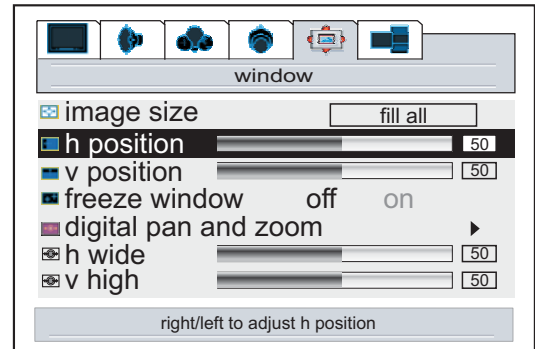 window
image size fill all
h position 50
v position 50
freeze window off on
digital pan and zoom
h wide 50
v high 50
right/left to adjust h position